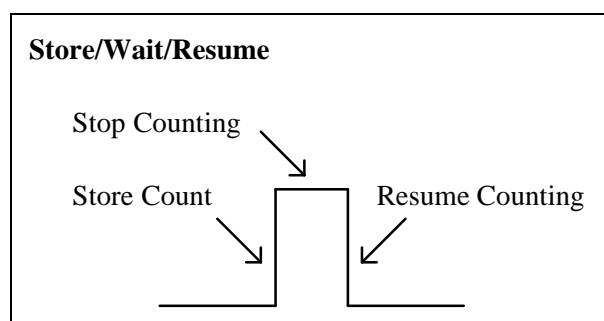 Store/Wait/Resume
Stop Counting
Store Count
Resume Counting